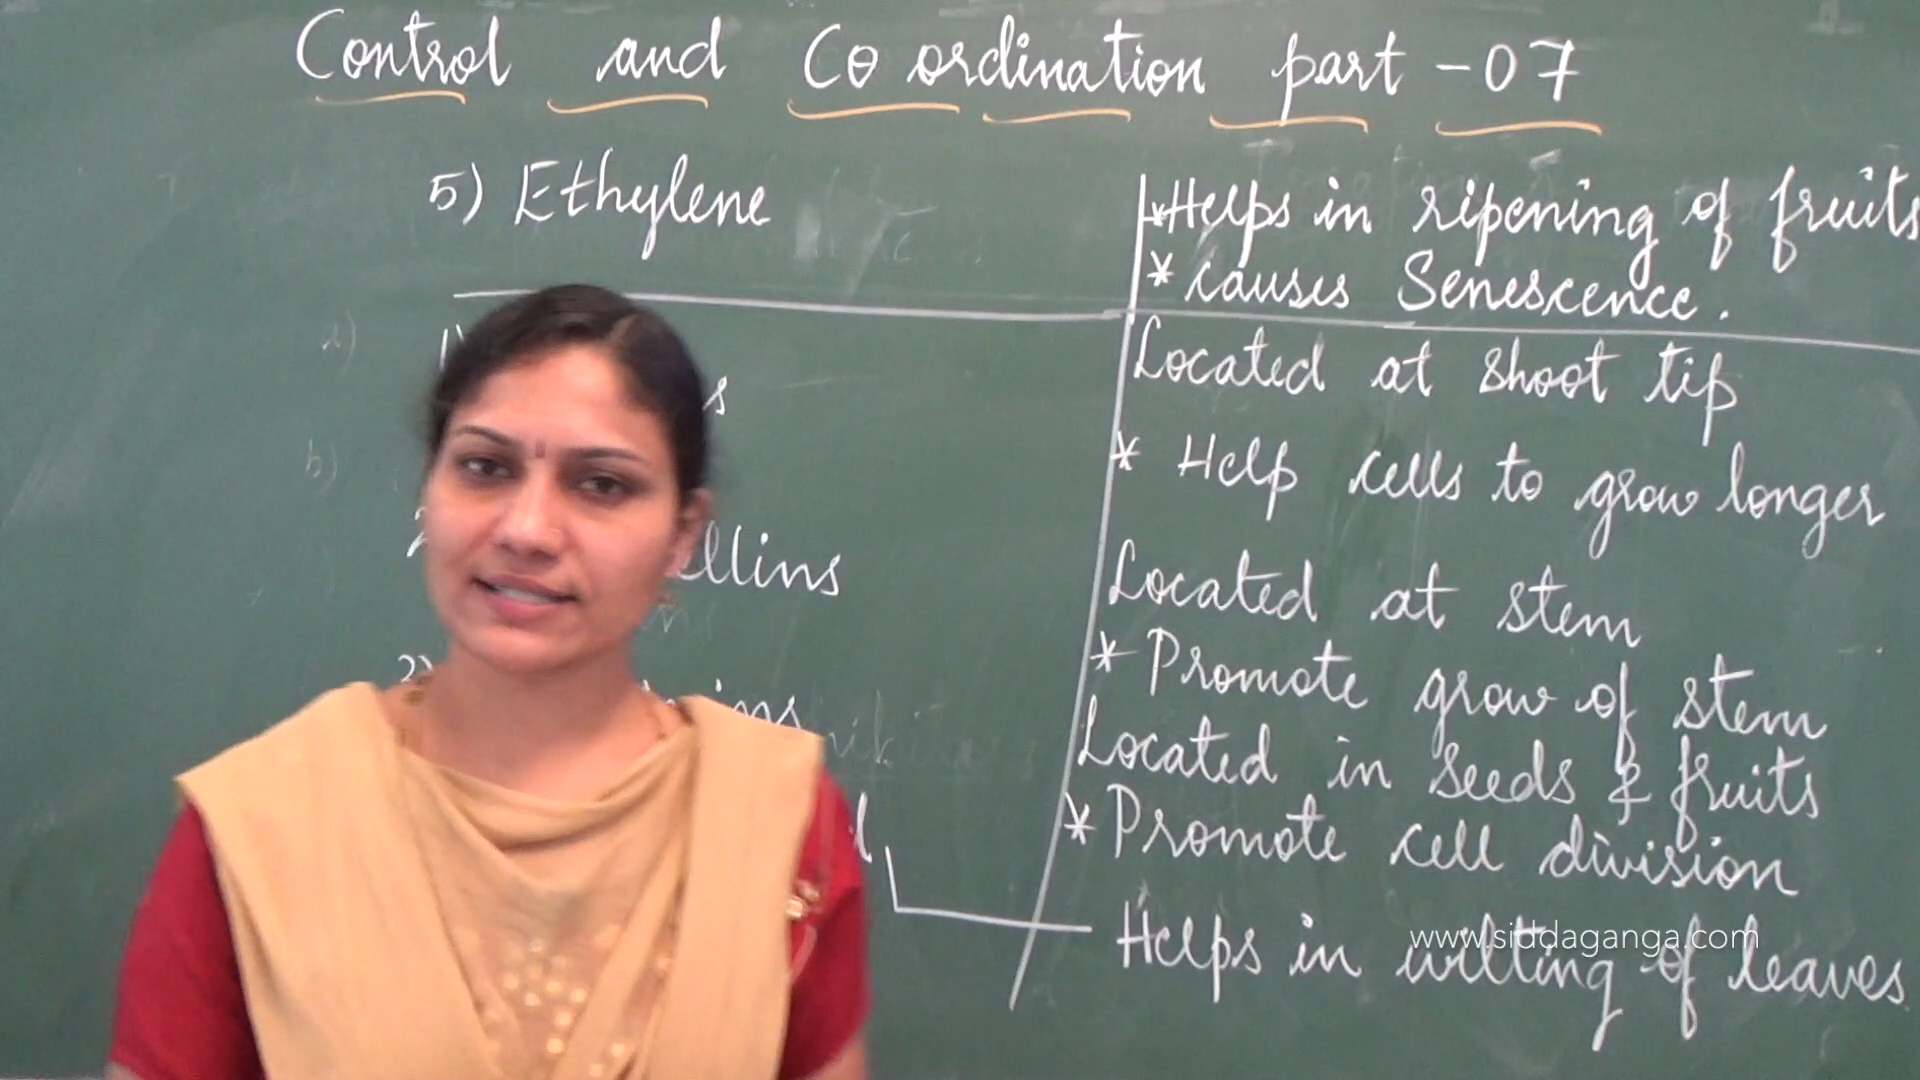 Control and Co ordination part - 07
5) Ethylene
*Helps in ripening of fruits
* causes Senescence.
a)
1)
s
Located at shoot tip
b)
* Help cells to grow longer
llins
Located at stem
* Promote grow of stem
ins
Located in seeds & fruits
* Promote cell division
d
Helps in wilting of leaves
www.siddaganga.com